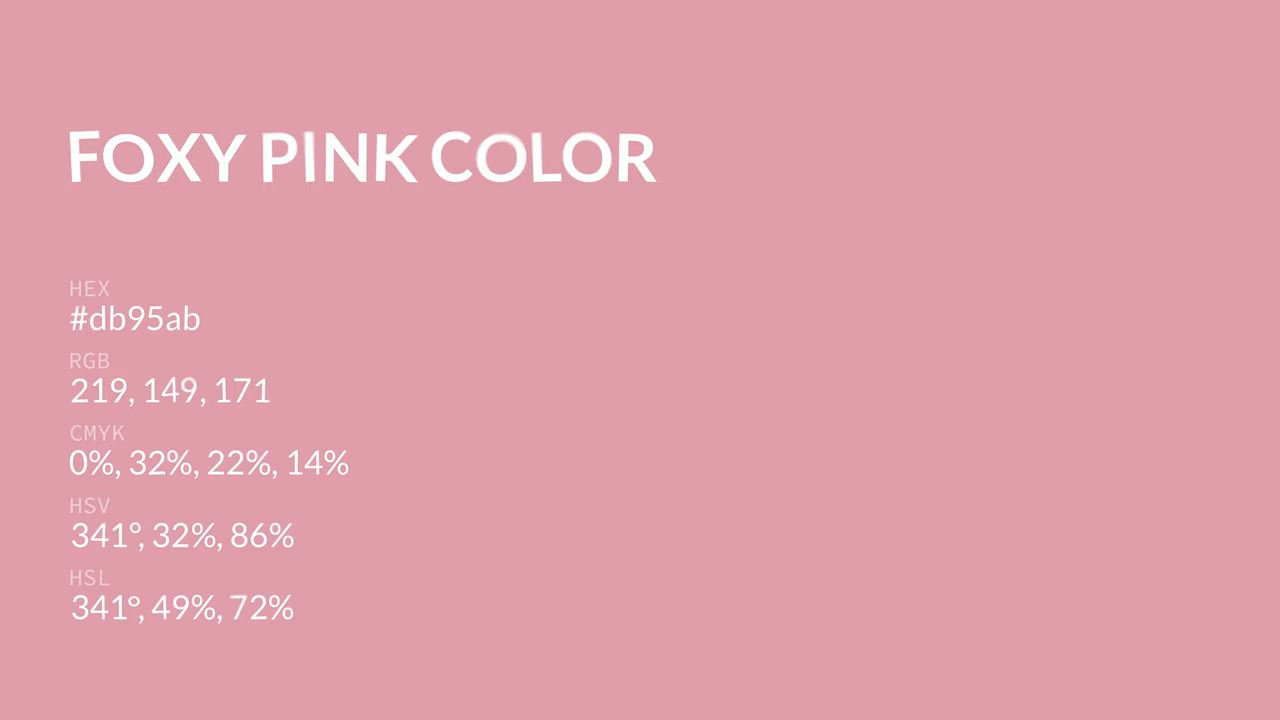 FOXY PINK COLOR
HEX
#db95ab
RGB
219, 149, 171
CMYK
0%, 32%, 22%, 14%
HSV
341°, 32%, 86%
HSL
341°, 49%, 72%